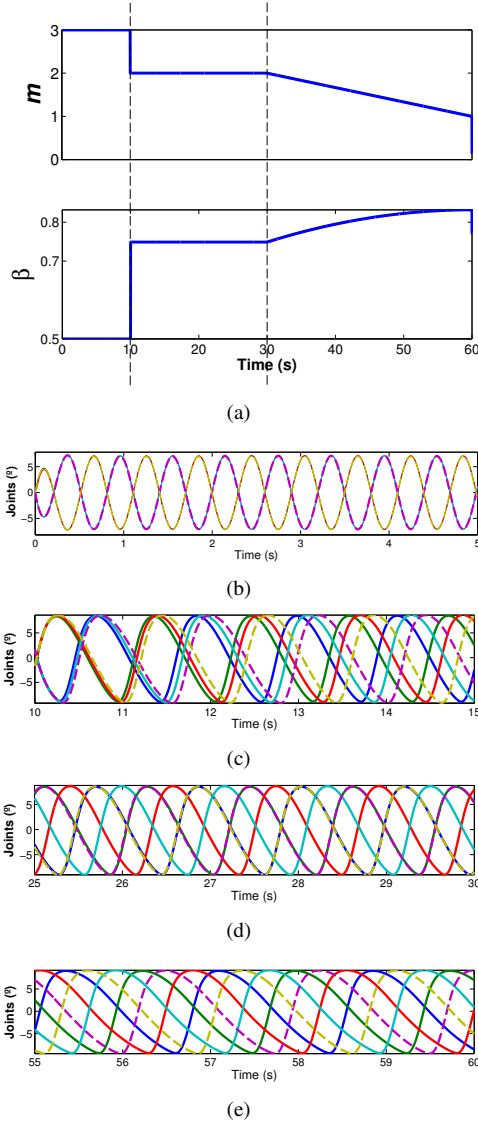 3
2
1
0
m
0.8
0.7
0.5
β
0 10 20 30 40 50 60
Time (s)
(a)
5
0
−5
Joints (º)
0 1 2 3 4 5
Time (s)
(b)
5
0
−5
Joints (º)
10 11 12 13 14 15
Time (s)
(c)
5
0
−5
Joints (º)
25 26 27 28 29 30
Time (s)
(d)
5
0
−5
Joints (º)
55 56 57 58 59 60
Time (s)
(e)